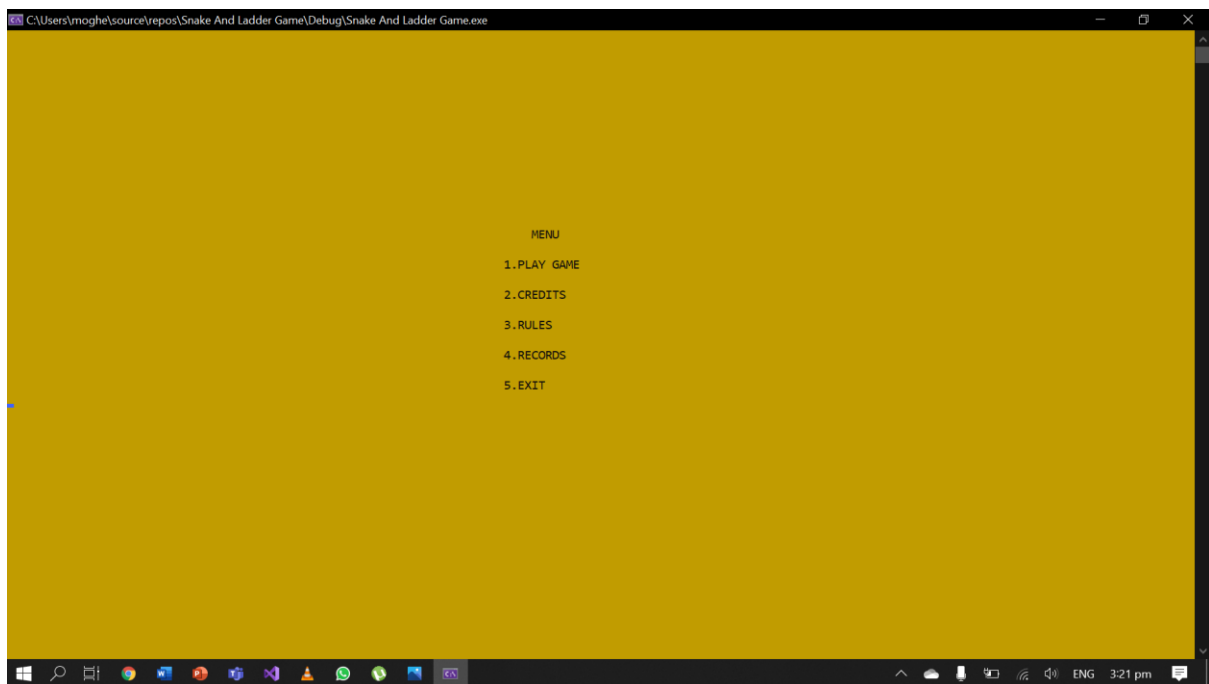 C:\Users\moghe\source\repos\Snake And Ladder Game\Debug\Snake And Ladder Game.exe
MENU
1.PLAY GAME
2.CREDITS
3.RULES
4.RECORDS
5.EXIT
ENG 3:21 pm